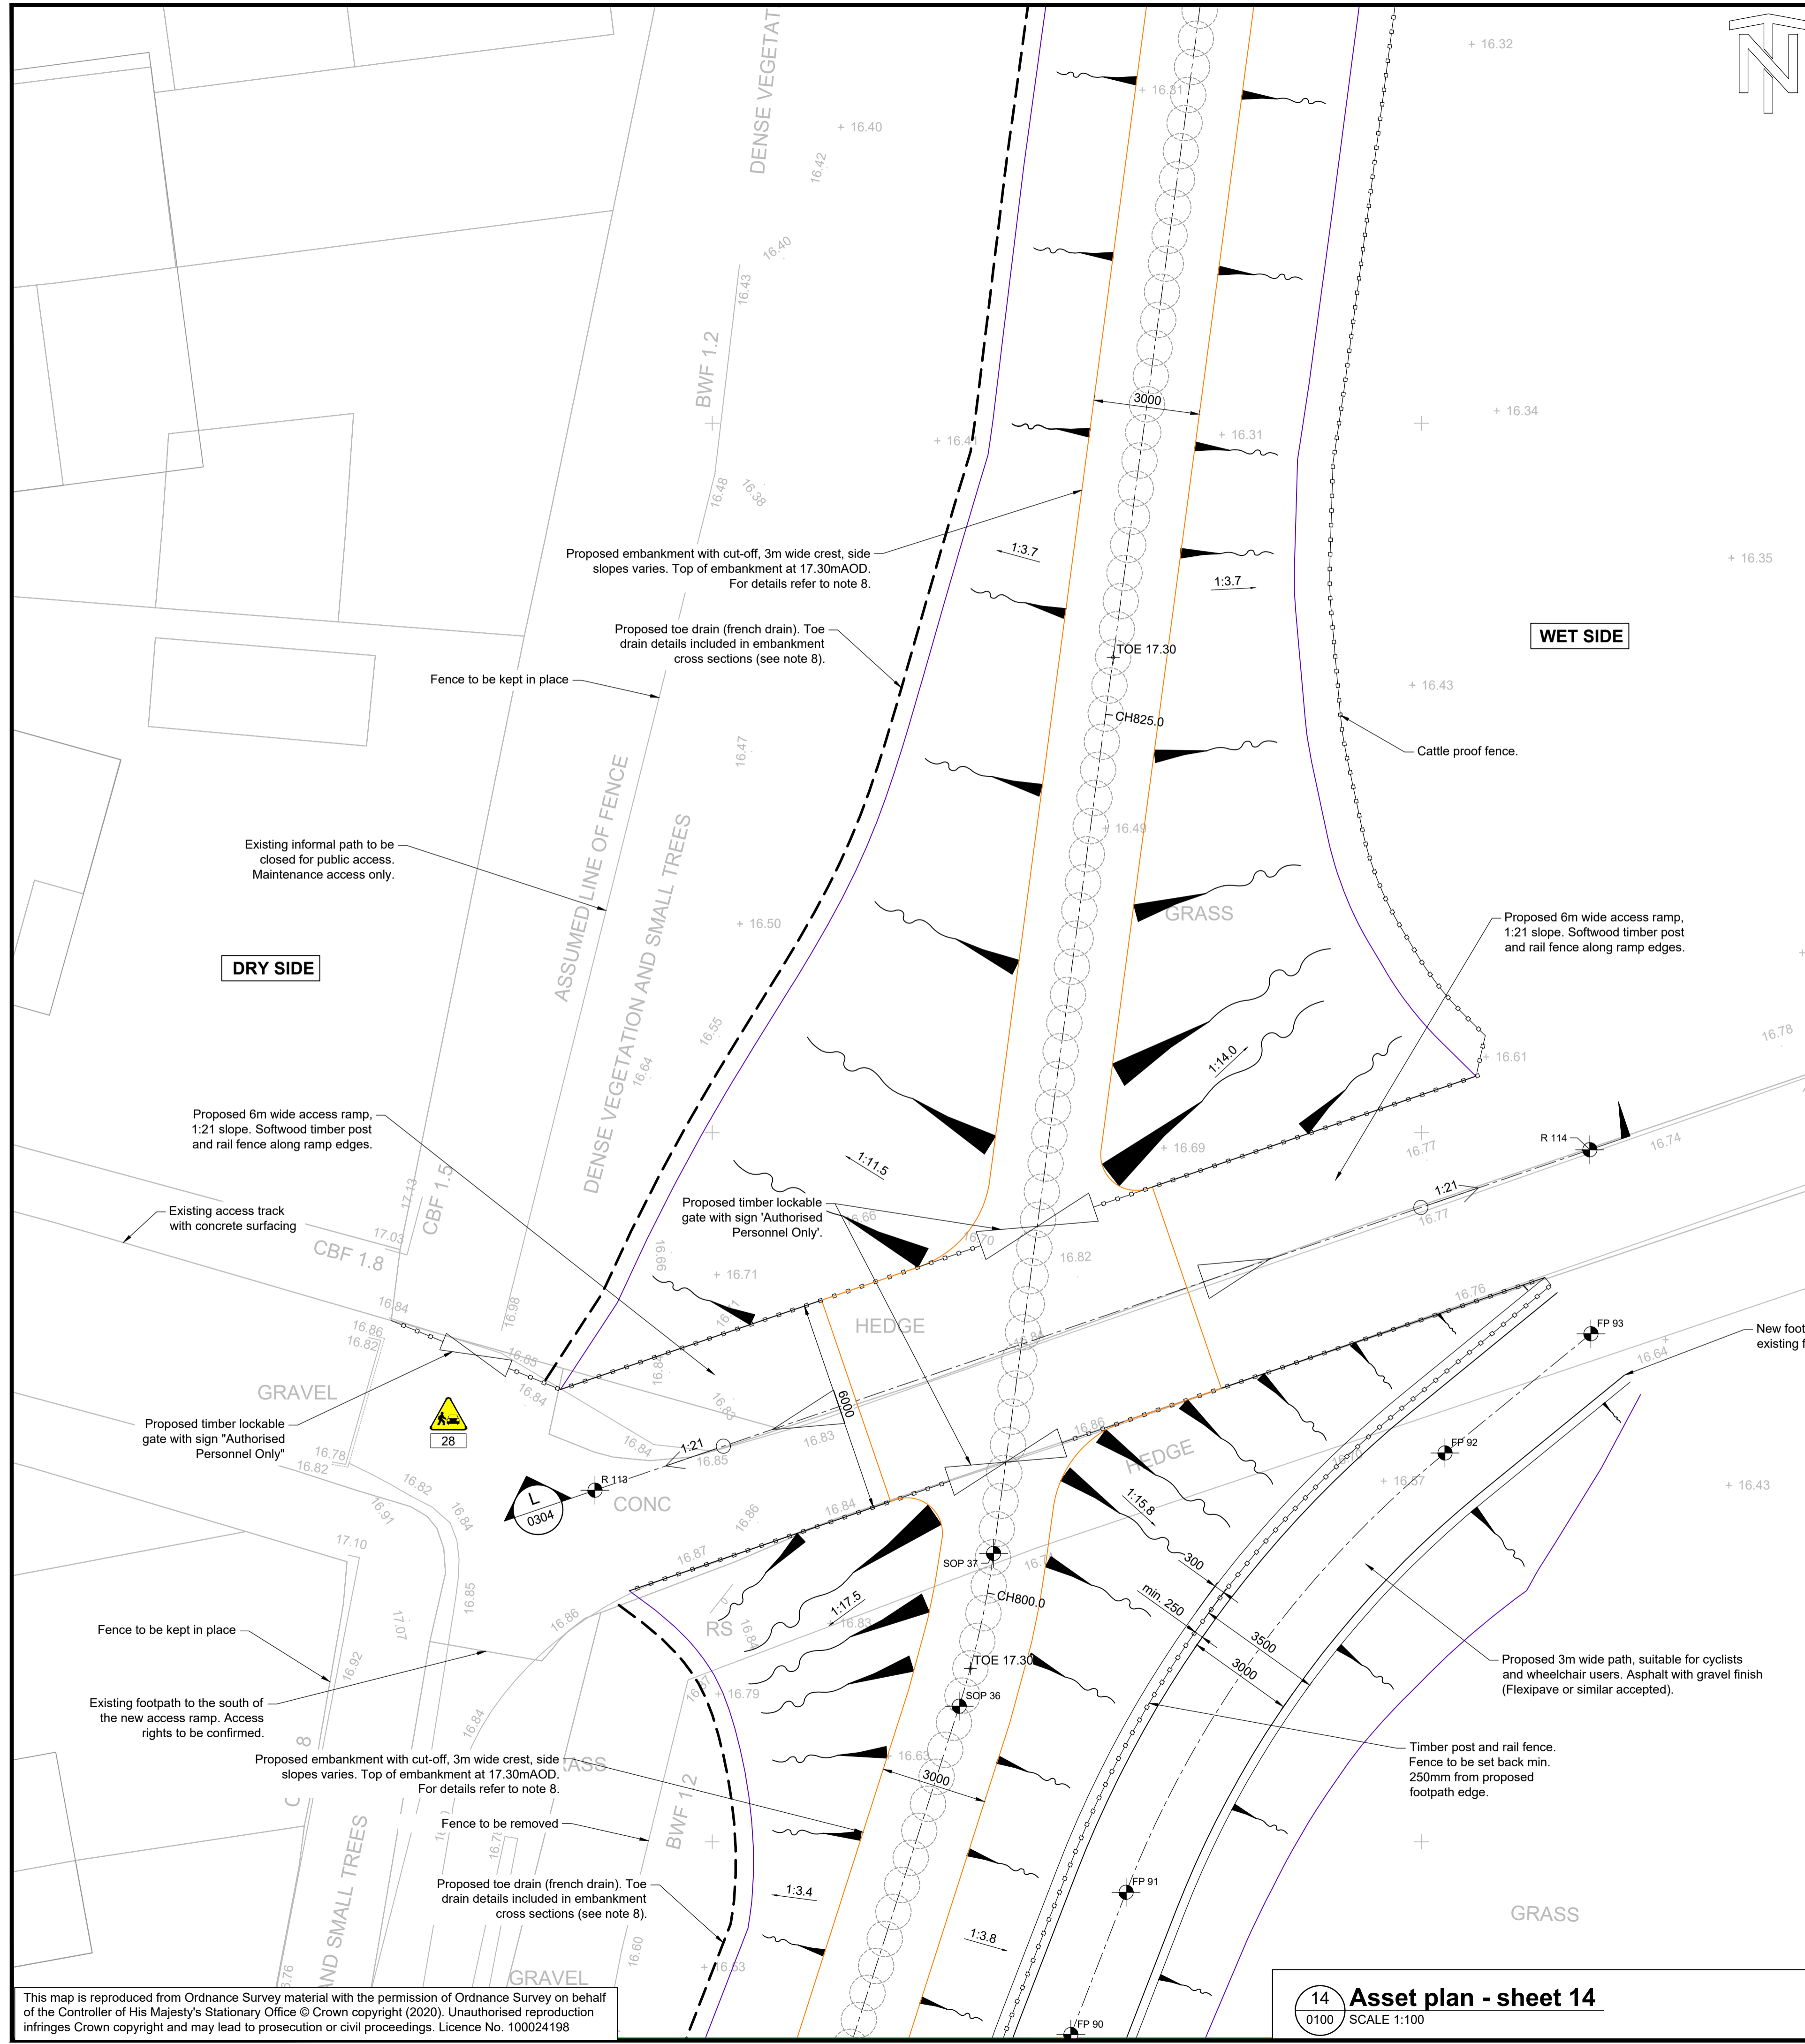 N
DENSE VEGETAT
+ 16.32
+ 16.31
+ 16.40
16.42
16.40
16.43
BWF 1.2
3000
+ 16.34
+ 16.41
+ 16.31
16.48
16.38
Proposed embankment with cut-off, 3m wide crest, side
slopes varies. Top of embankment at 17.30mAOD.
For details refer to note 8.
1:3.7
1:3.7
+ 16.35
Proposed toe drain (french drain). Toe
drain details included in embankment
cross sections (see note 8).
WET SIDE
TOE 17.30
Fence to be kept in place
+ 16.43
CH825.0
16.47
Cattle proof fence.
ASSUMED LINE OF FENCE
DENSE VEGETATION AND SMALL TREES
+ 16.49
Existing informal path to be
closed for public access.
Maintenance access only.
GRASS
+ 16.50
Proposed 6m wide access ramp,
1:21 slope. Softwood timber post
and rail fence along ramp edges.
DRY SIDE
16.55
16.64
16.78
+ 16.61
1:14.0
Proposed 6m wide access ramp,
1:21 slope. Softwood timber post
and rail fence along ramp edges.
R 114
16.74
+ 16.69
16.77
1:11.5
17.13
CBF 1.5
Proposed timber lockable
gate with sign 'Authorised
Personnel Only'.
1:21
16.77
Existing access track
with concrete surfacing
17.03
CBF 1.8
6.66
16.70
16.82
16.66
+ 16.71
16.76
16.84
16.98
HEDGE
16.86
16.82
16.85
16.84
16.84
FP 93
New foot
existing f
16.64
GRAVEL
16.84
16.83
6000
28
Proposed timber lockable
gate with sign "Authorised
Personnel Only"
16.86
16.83
HEDGE
FP 92
16.84
1:21
16.85
16.78
16.82
16.82
+ 16.57
+ 16.43
R 113
L
0304
CONC
1:15.8
16.91
16.84
16.86
16.84
17.10
16.87
SOP 37
300
min. 250
CH800.0
16.85
16.86
17.07
RS
1:17.5
+ 16.83
16.84
3500
3000
Fence to be kept in place
16.92
TOE 17.30
Proposed 3m wide path, suitable for cyclists
and wheelchair users. Asphalt with gravel finish
(Flexipave or similar accepted).
Existing footpath to the south of
the new access ramp. Access
rights to be confirmed.
16.84
+ 16.79
SOP 36
Proposed embankment with cut-off, 3m wide crest, side
slopes varies. Top of embankment at 17.30mAOD.
For details refer to note 8.
ASS
16.63
3000
Timber post and rail fence.
Fence to be set back min.
250mm from proposed
footpath edge.
Fence to be removed
BWF 1.2
AND SMALL TREES
Proposed toe drain (french drain). Toe
drain details included in embankment
cross sections (see note 8).
1:3.4
FP 91
1:3.8
GRASS
16.60
+ 16.53
GRAVEL
This map is reproduced from Ordnance Survey material with the permission of Ordnance Survey on behalf
of the Controller of His Majesty's Stationary Office © Crown copyright (2020). Unauthorised reproduction
infringes Crown copyright and may lead to prosecution or civil proceedings. Licence No. 100024198
FP 90
14
0100
Asset plan - sheet 14
SCALE 1:100